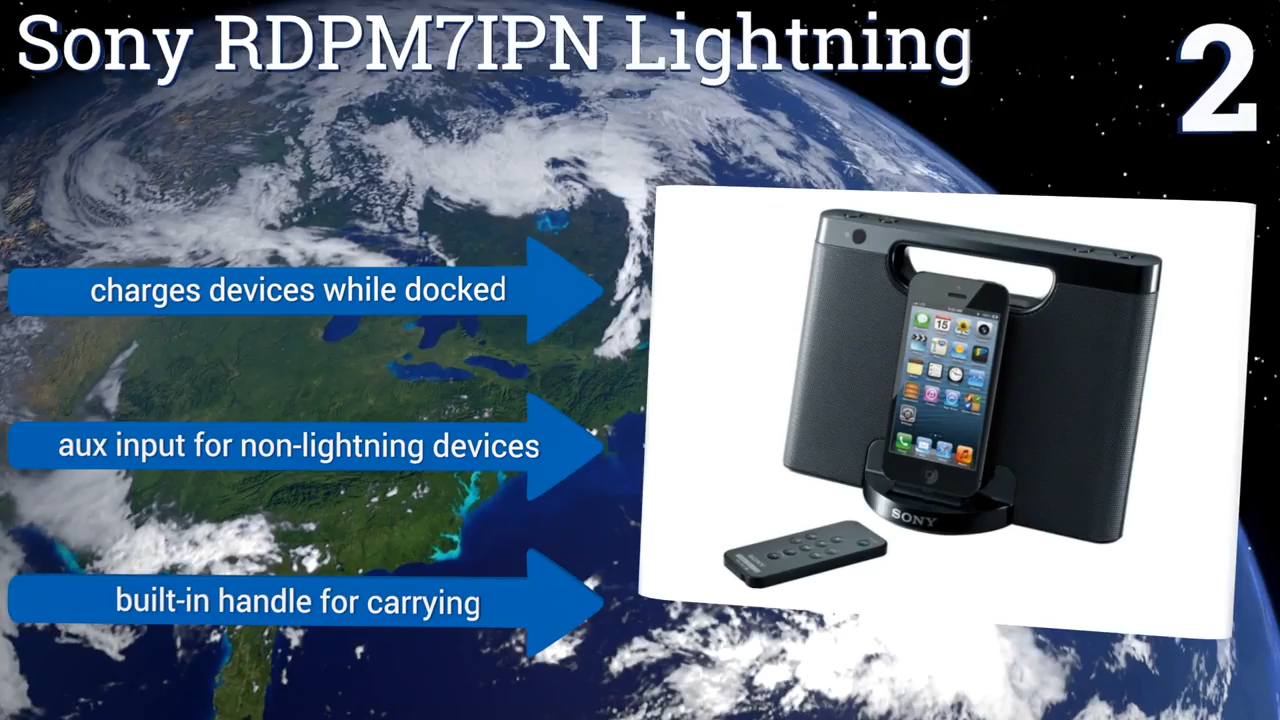 Sony RDPM7IPN Lightning
2
charges devices while docked
aux input for non-lightning devices
built-in handle for carrying
15
SONY